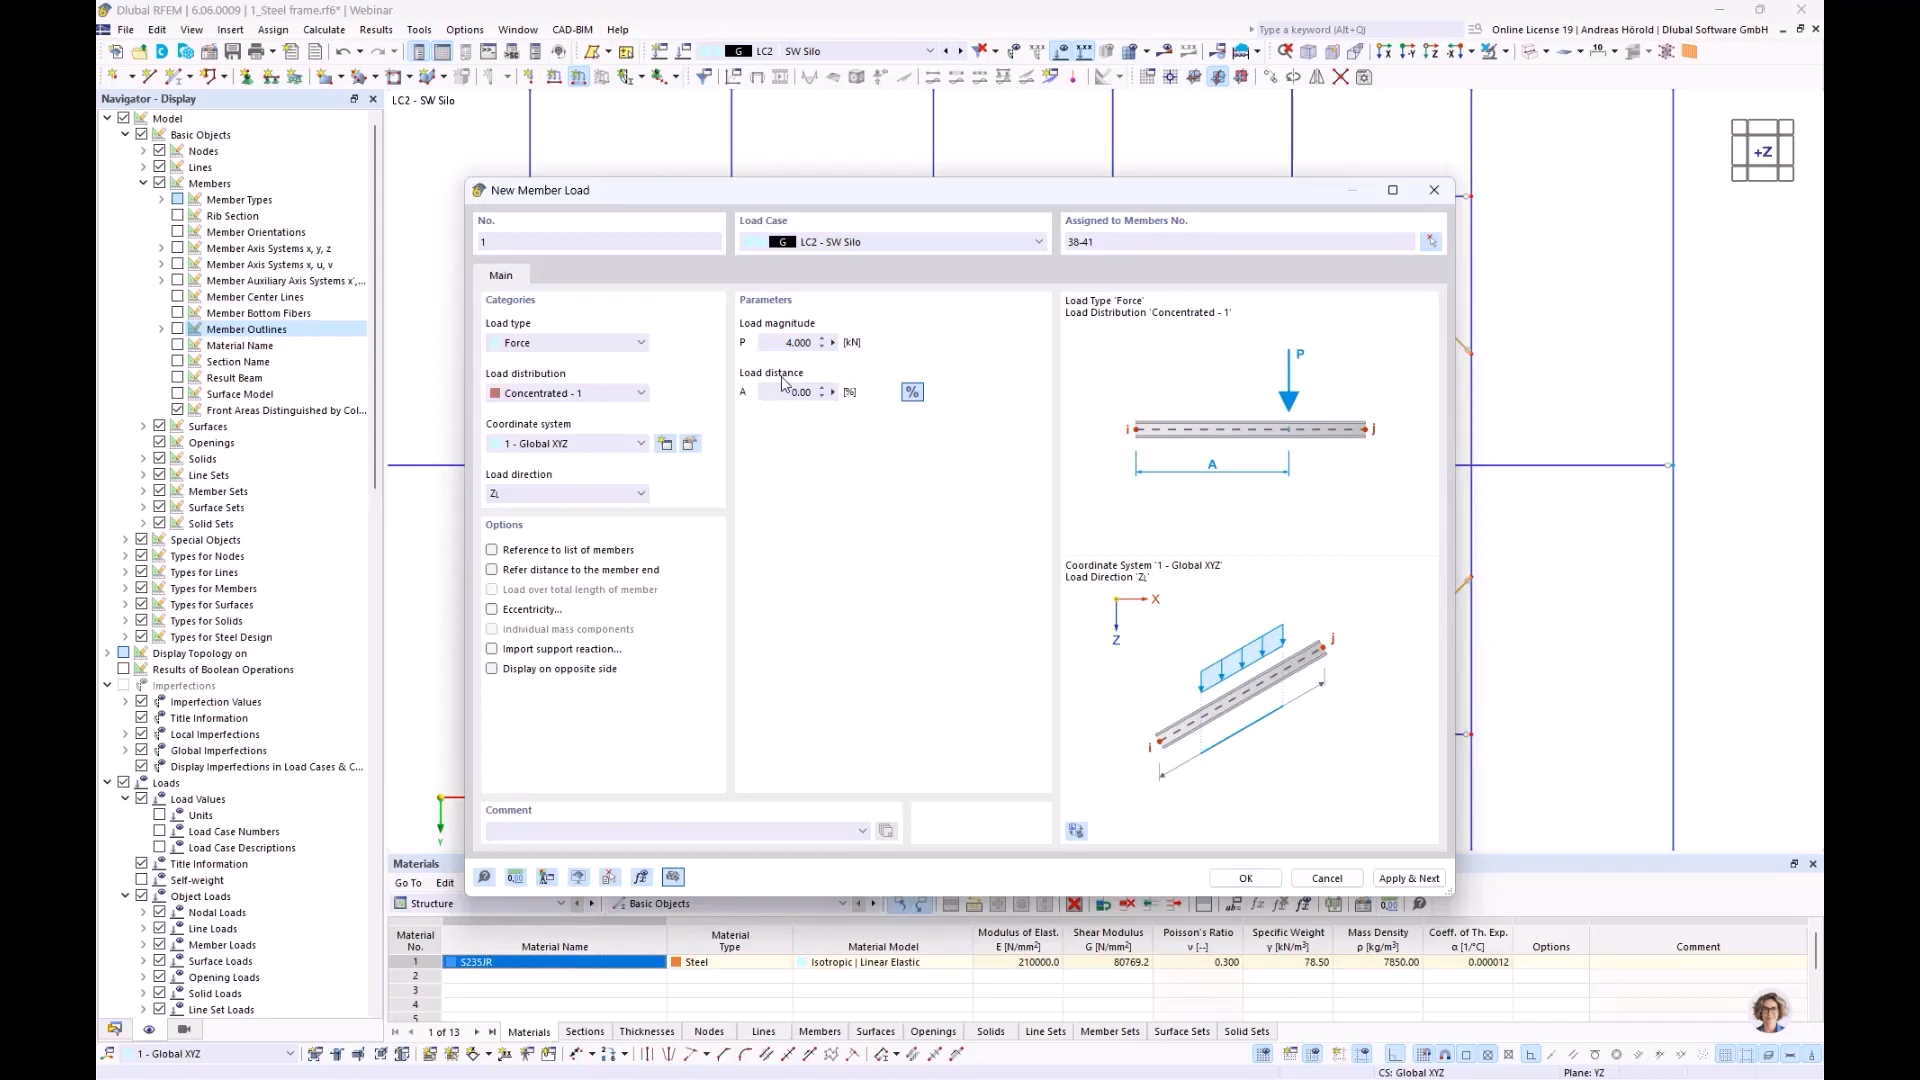 Dlubal RFEM | 6.06.0009 | 1_Steel frame.rf6* | Webinar
File Edit View Insert Assign Calculate Results Tools Options Window CAD-BIM Help
Type a keyword (Alt+Q)
Online License 19 | Andreas Hörold | Dlubal Software GmbH
G LC2 SW Silo
Navigator - Display
Model
Basic Objects
Nodes
Lines
Members
Member Types
Rib Section
Member Orientations
Member Axis Systems x, y, z
Member Axis Systems x, u, v
Member Auxiliary Axis Systems x',...
Member Center Lines
Member Bottom Fibers
Member Outlines
Material Name
Section Name
Result Beam
Surface Model
Front Areas Distinguished by Col...
Surfaces
Openings
Solids
Line Sets
Member Sets
Surface Sets
Solid Sets
Special Objects
Types for Nodes
Types for Lines
Types for Members
Types for Surfaces
Types for Solids
Types for Steel Design
Display Topology on
Results of Boolean Operations
Imperfections
Imperfection Values
Title Information
Local Imperfections
Global Imperfections
Display Imperfections in Load Cases & C...
Loads
Load Values
Units
Load Case Numbers
Load Case Descriptions
Title Information
Self-weight
Object Loads
Nodal Loads
Line Loads
Member Loads
Surface Loads
Opening Loads
Solid Loads
Line Set Loads
LC2 - SW Silo
+Z
Y
New Member Load
No.
1
Load Case
G LC2 - SW Silo
Assigned to Members No.
38-41
Main
Categories
Load type
Force
Load distribution
Concentrated - 1
Coordinate system
1 - Global XYZ
Load direction
ZL
Options
Reference to list of members
Refer distance to the member end
Load over total length of member
Eccentricity...
Individual mass components
Import support reaction...
Display on opposite side
Parameters
Load magnitude
P 4.000 [kN]
Load distance
A 0.00 [%] %
Load Type 'Force'
Load Distribution 'Concentrated - 1'
P
i j
A
Coordinate System '1 - Global XYZ'
Load Direction 'ZL'
X
Z
j
i
Comment
OK Cancel Apply & Next
Materials
Go To Edit
Structure Basic Objects
Material No. Material Name Material Type Material Model Modulus of Elast. E [N/mm²] Shear Modulus G [N/mm²] Poisson's Ratio ν [--] Specific Weight γ [kN/m³] Mass Density ρ [kg/m³] Coeff. of Th. Exp. α [1/°C] Options Comment
1 S235JR Steel Isotropic | Linear Elastic 210000.0 80769.2 0.300 78.50 7850.00 0.000012
2
3
4
5
1 of 13 Materials Sections Thicknesses Nodes Lines Members Surfaces Openings Solids Line Sets Member Sets Surface Sets Solid Sets
1 - Global XYZ
CS: Global XYZ Plane: YZ